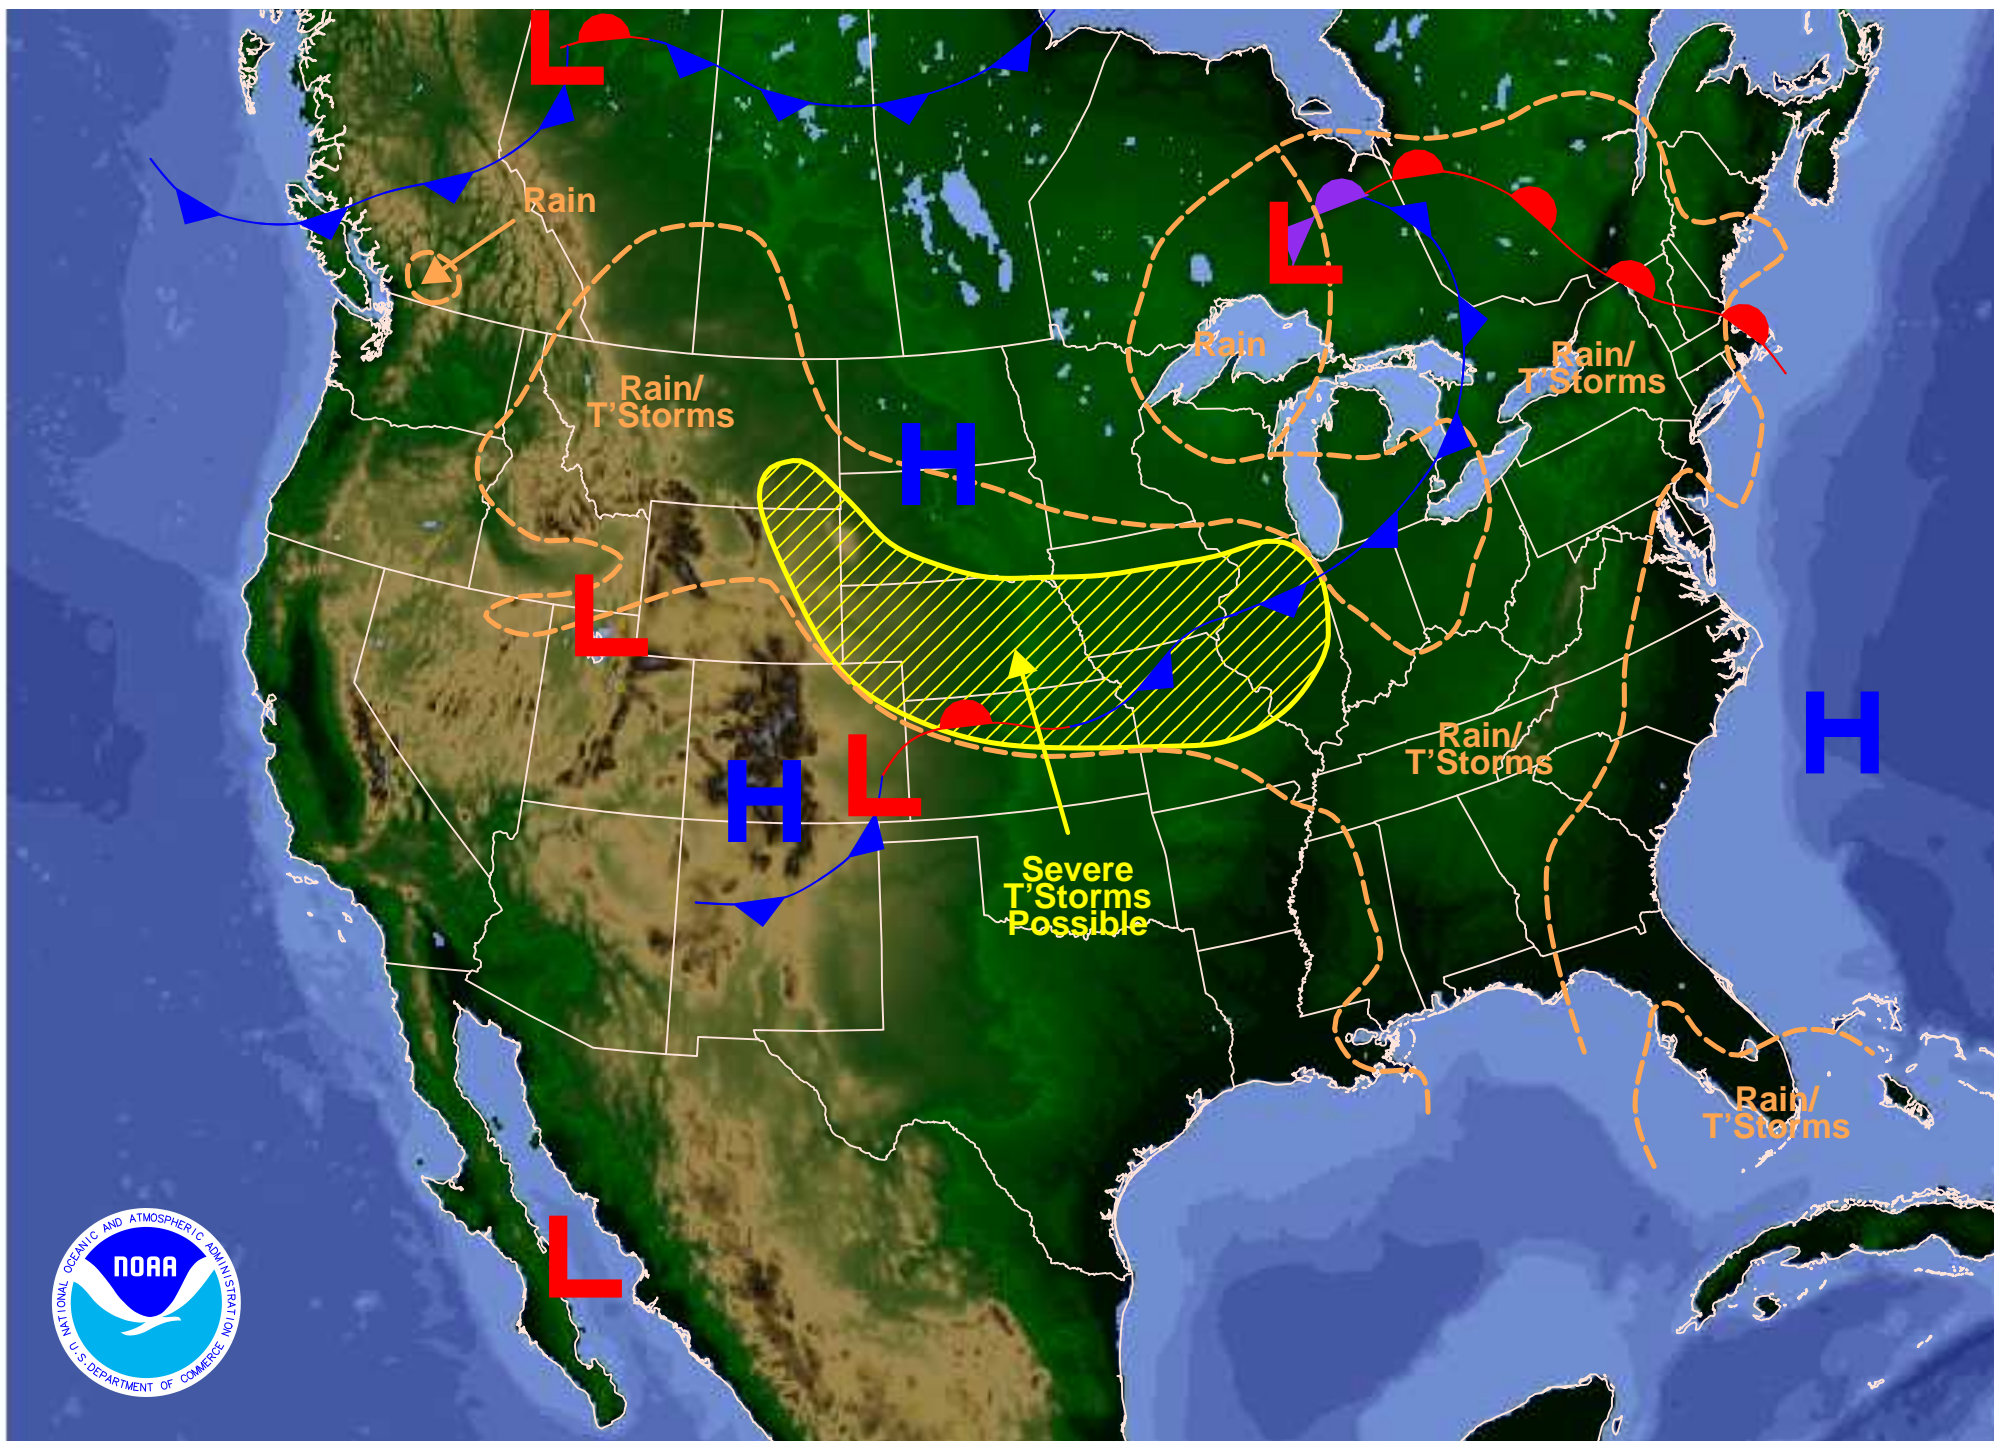 L
Rain
L
Rain
Rain/
T'Storms
Rain/
T'Storms
H
L
H
Rain/
T'Storms
L
H
Severe
T'Storms
Possible
Rain/
T'Storms
L
NATIONAL OCEANIC AND ATMOSPHERIC ADMINISTRATION
NOAA
U.S. DEPARTMENT OF COMMERCE